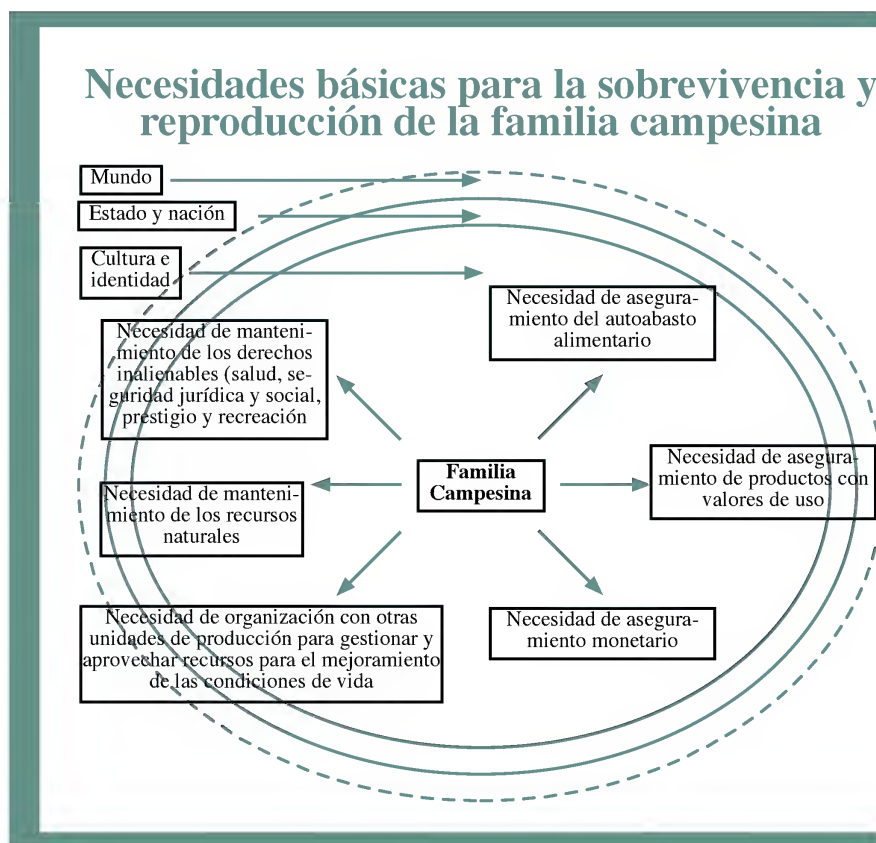 Necesidades básicas para la sobrevivencia y
reproducción de la familia campesina
Mundo
Estado y nación
Cultura e
identidad
Necesidad de asegura-
miento del autoabasto
alimentario
Necesidad de manteni-
miento de los derechos
inalienables (salud, se-
guridad jurídica y social,
prestigio y recreación
Familia
Campesina
Necesidad de asegura-
miento de productos con
valores de uso
Necesidad de manteni-
miento de los recursos
naturales
Necesidad de organización con otras
unidades de producción para gestionar y
aprovechar recursos para el mejoramiento
de las condiciones de vida
Necesidad de asegura-
miento monetario